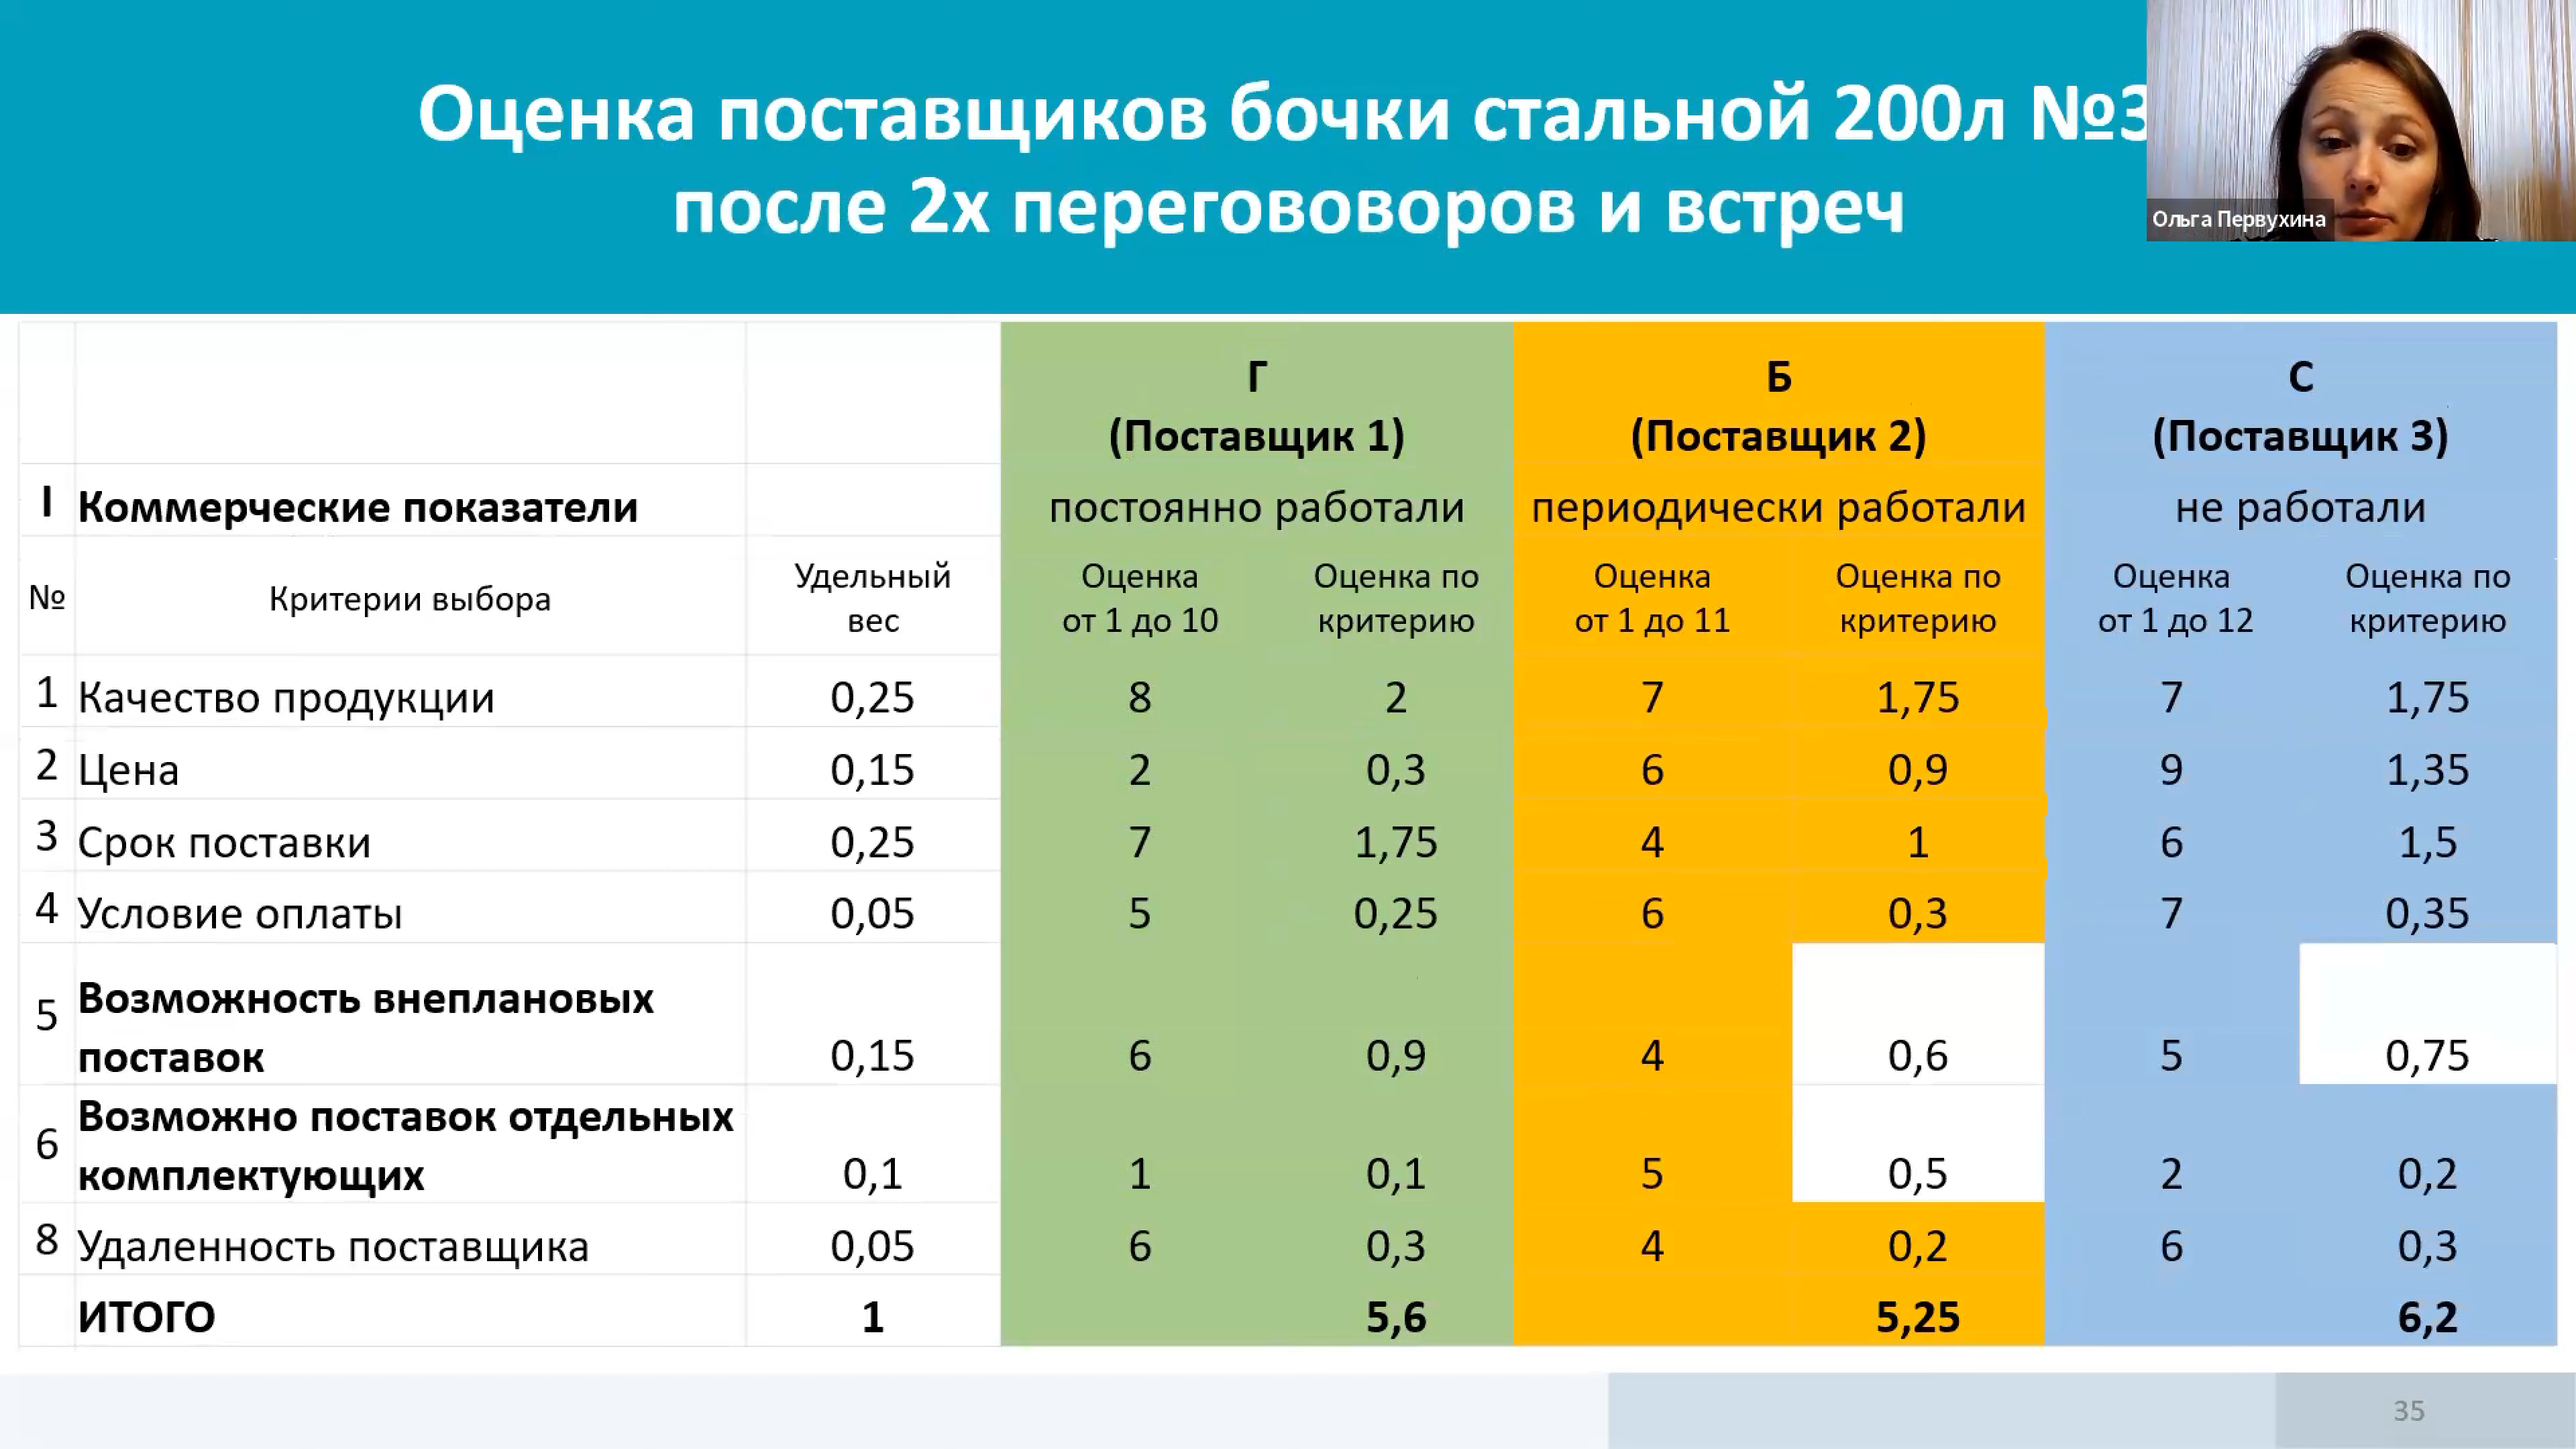 Оценка поставщиков бочки стальной 200л №3
после 2х перегововоров и встреч
Ольга Первухина
Г
(Поставщик 1)
Б
(Поставщик 2)
С
(Поставщик 3)
I Коммерческие показатели постоянно работали периодически работали не работали
№ Критерии выбора Удельный вес Оценка от 1 до 10 Оценка по критерию Оценка от 1 до 11 Оценка по критерию Оценка от 1 до 12 Оценка по критерию
1 Качество продукции 0,25 8 2 7 1,75 7 1,75
2 Цена 0,15 2 0,3 6 0,9 9 1,35
3 Срок поставки 0,25 7 1,75 4 1 6 1,5
4 Условие оплаты 0,05 5 0,25 6 0,3 7 0,35
5 Возможность внеплановых
поставок 0,15 6 0,9 4 0,6 5 0,75
6 Возможно поставок отдельных
комплектующих 0,1 1 0,1 5 0,5 2 0,2
8 Удаленность поставщика 0,05 6 0,3 4 0,2 6 0,3
ИТОГО 1 5,6 5,25 6,2
35